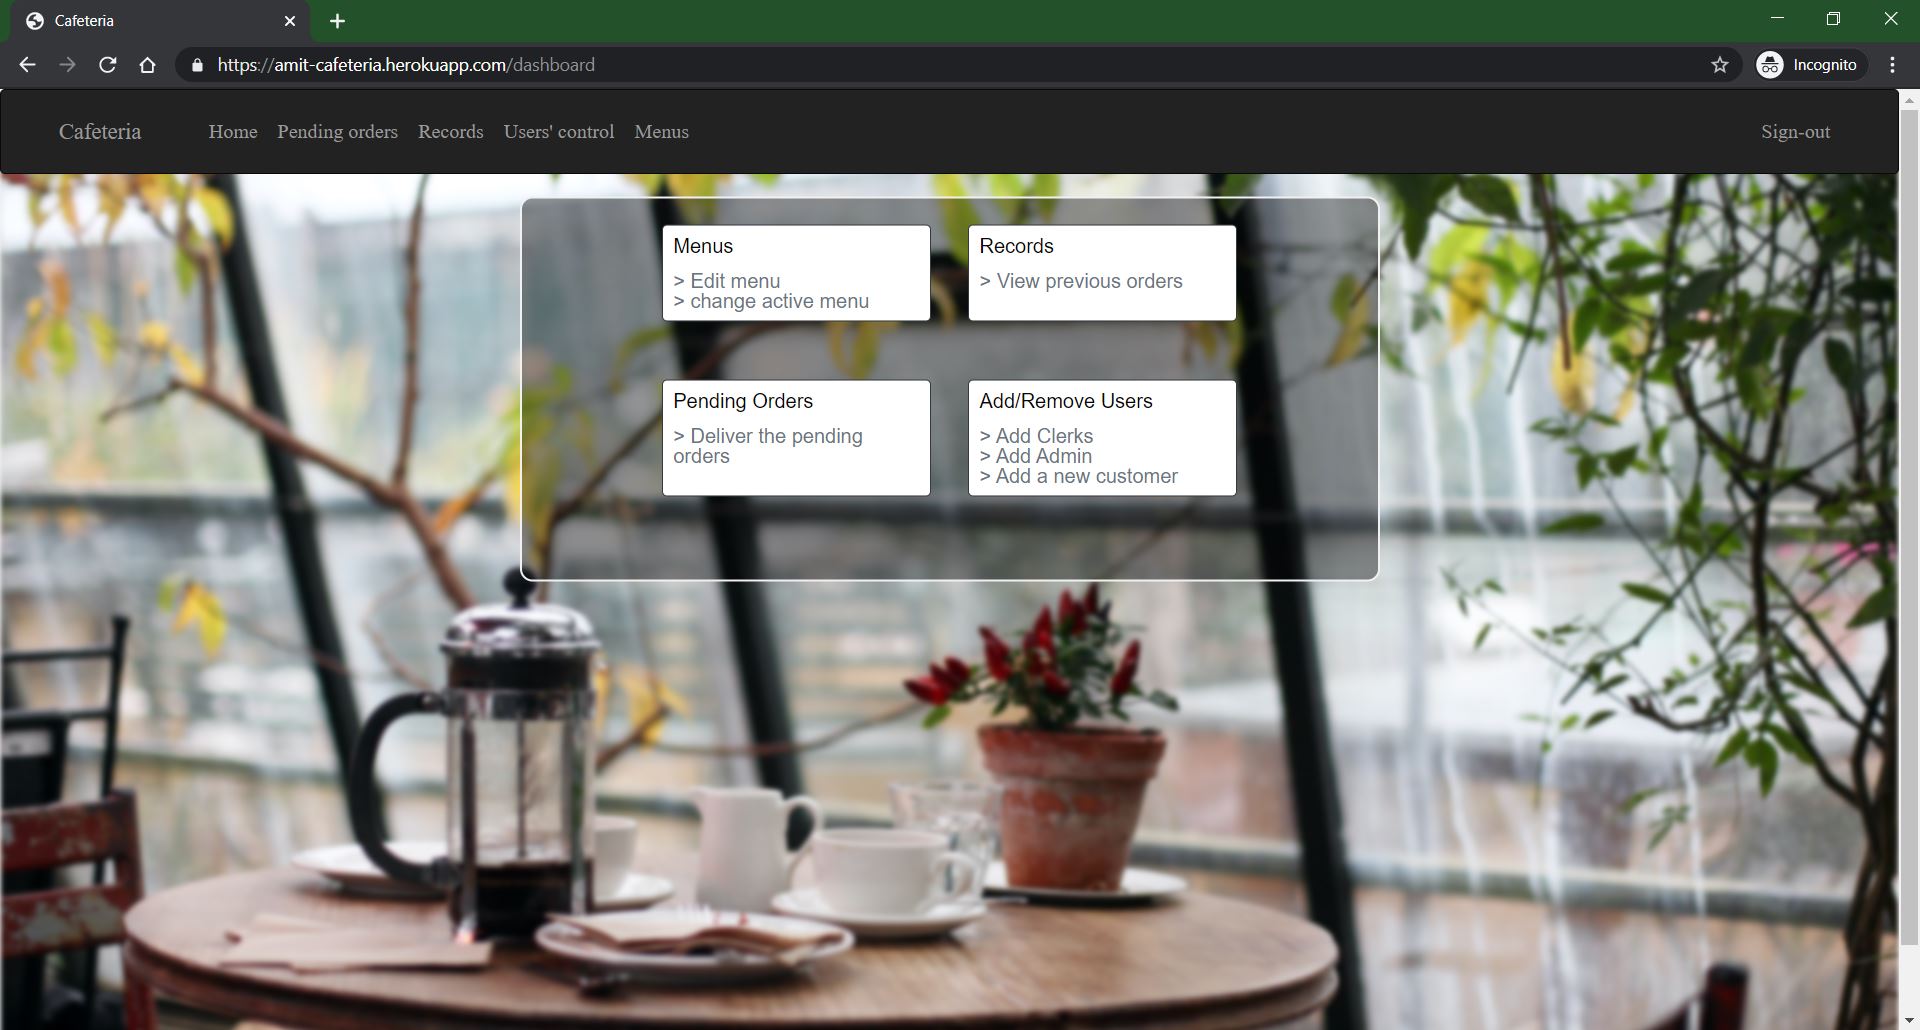 Cafeteria
https://amit-cafeteria.herokuapp.com/dashboard
Incognito
Cafeteria Home Pending orders Records Users' control Menus Sign-out
Menus
> Edit menu
> change active menu
Records
> View previous orders
Pending Orders
> Deliver the pending
orders
Add/Remove Users
> Add Clerks
> Add Admin
> Add a new customer